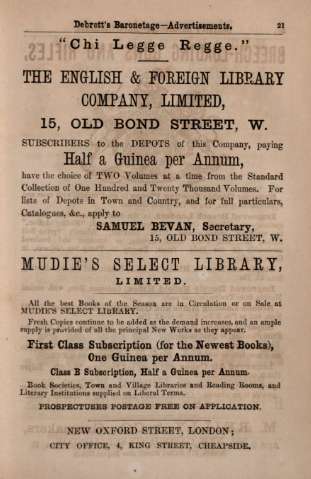 Debrett's Baronetage—Advertisements. 21
"Chi Legge Regge."
THE ENGLISH & FOREIGN LIBRARY
COMPANY, LIMITED,
15, OLD BOND STREET, W.
SUBSCRIBERS to the DEPOTS of this Company, paying
Half a Guinea per Annum,
have the choice of TWO Volumes at a time from the Standard
Collection of One Hundred and Twenty Thousand Volumes. For
lists of Depots in Town and Country, and for full particulars,
Catalogues, &c., apply to
SAMUEL BEVAN, Secretary,
15, OLD BOND STREET, W.
MUDIE'S SELECT LIBRARY,
LIMITED.
All the best Books of the Season are in Circulation or on Sale at
MUDIE'S SELECT LIBRARY.
Fresh Copies continue to be added as the demand increases, and an ample
supply is provided of all the principal New Works as they appear.
First Class Subscription (for the Newest Books),
One Guinea per Annum.
Class B Subscription, Half a Guinea per Annum.
Book Societies, Town and Village Libraries and Reading Rooms, and
Literary Institutions supplied on Liberal Terms.
PROSPECTUSES POSTAGE FREE ON APPLICATION.
NEW OXFORD STREET, LONDON;
CITY OFFICE, 4, KING STREET, CHEAPSIDE.